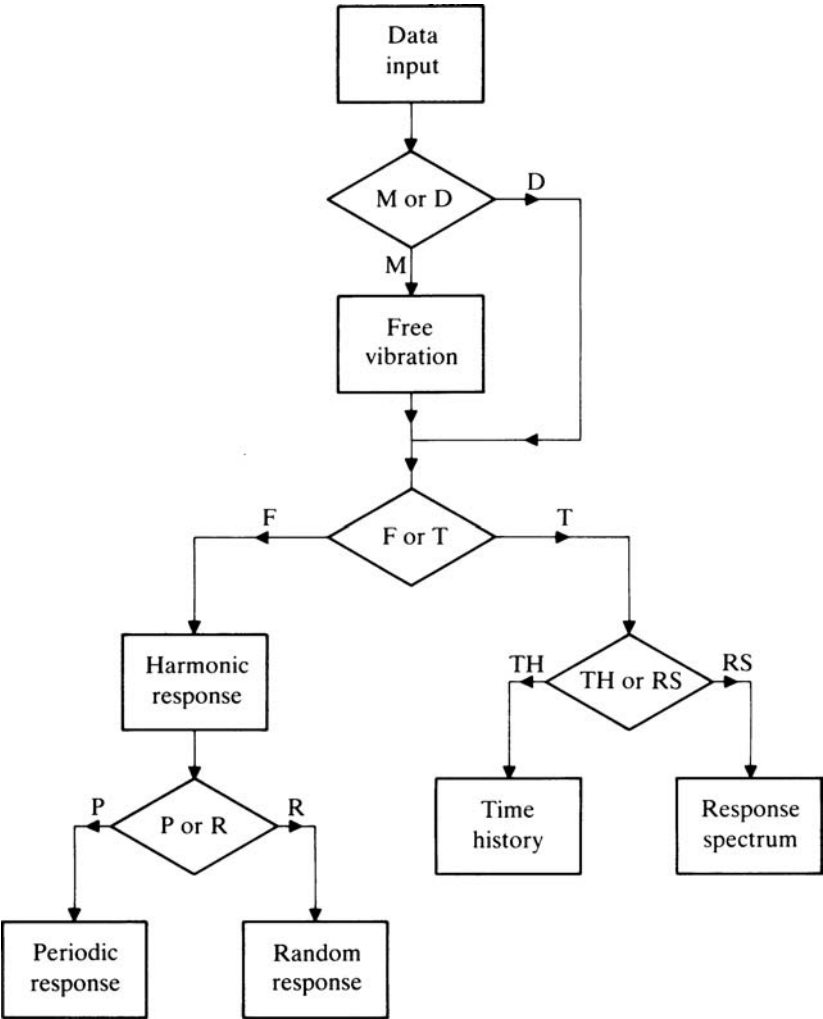 Data
input
M or D
D
M
Free
vibration
F
F or T
T
Harmonic
response
TH
TH or RS
RS
P
P or R
R
Time
history
Response
spectrum
Periodic
response
Random
response